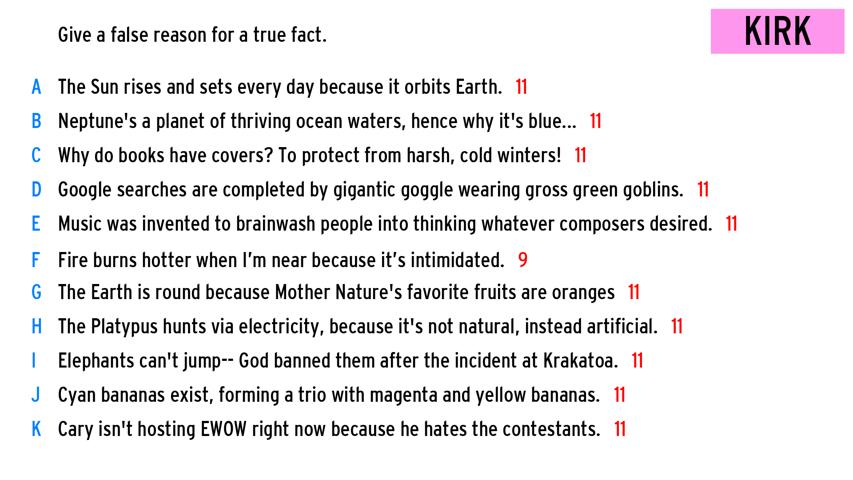 Give a false reason for a true fact.
KIRK
A The Sun rises and sets every day because it orbits Earth. 11
B Neptune's a planet of thriving ocean waters, hence why it's blue... 11
C Why do books have covers? To protect from harsh, cold winters! 11
D Google searches are completed by gigantic goggle wearing gross green goblins. 11
E Music was invented to brainwash people into thinking whatever composers desired. 11
F Fire burns hotter when I’m near because it’s intimidated. 9
G The Earth is round because Mother Nature's favorite fruits are oranges 11
H The Platypus hunts via electricity, because it's not natural, instead artificial. 11
I Elephants can't jump-- God banned them after the incident at Krakatoa. 11
J Cyan bananas exist, forming a trio with magenta and yellow bananas. 11
K Cary isn't hosting EWOW right now because he hates the contestants. 11